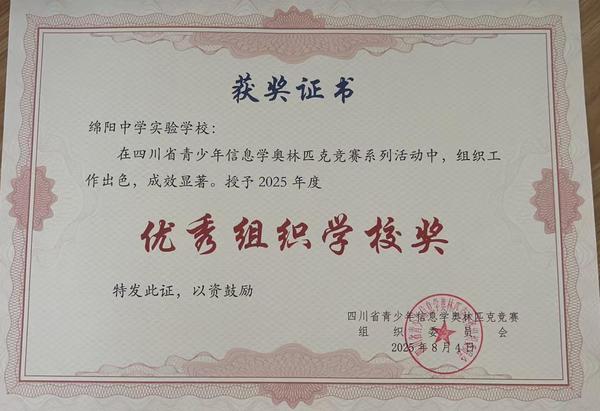 获奖证书
绵阳中学实验学校：
在四川省青少年信息学奥林匹克竞赛系列活动中，组织工
作出色，成效显著。授予2025年度
优秀组织学校奖
特发此证，以资鼓励
四川省青少年信息学奥林匹克竞赛
组织委员会
2025年8月4日